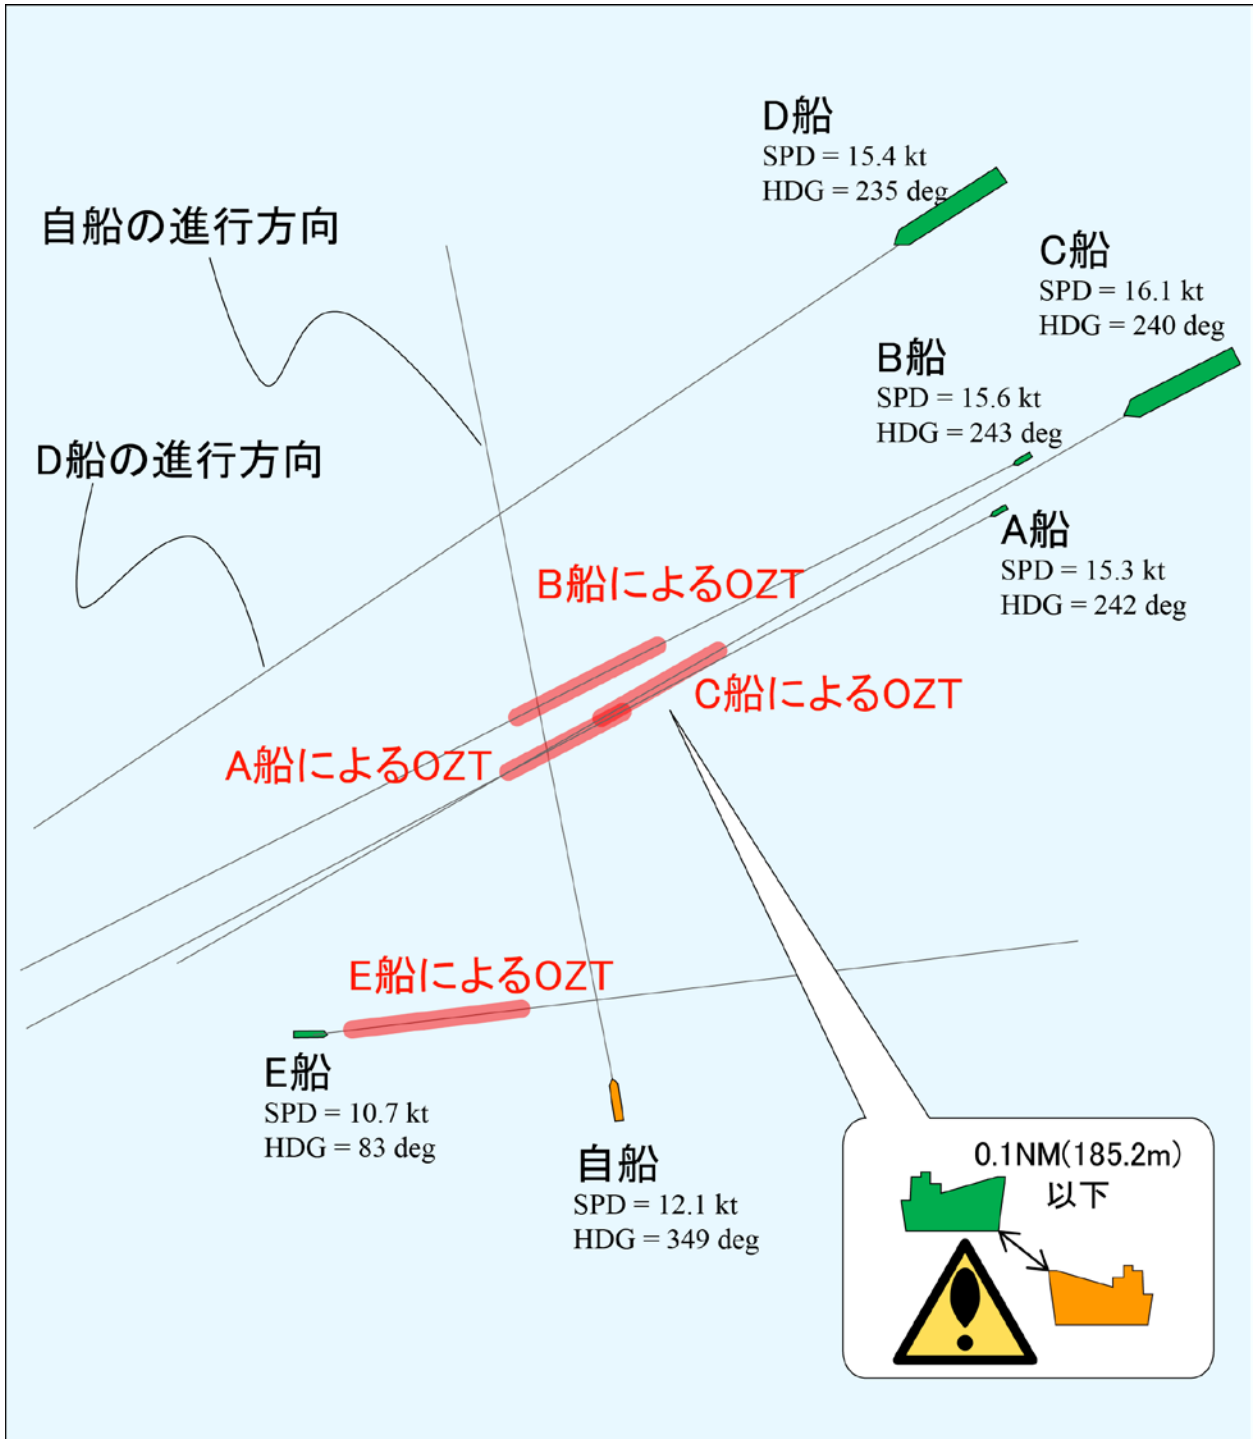 D船
SPD = 15.4 kt
HDG = 235 deg
自船の進行方向
C船
SPD = 16.1 kt
HDG = 240 deg
B船
SPD = 15.6 kt
HDG = 243 deg
D船の進行方向
A船
SPD = 15.3 kt
HDG = 242 deg
B船によるOZT
C船によるOZT
A船によるOZT
E船によるOZT
E船
SPD = 10.7 kt
HDG = 83 deg
自船
SPD = 12.1 kt
HDG = 349 deg
0.1NM(185.2m)
以下